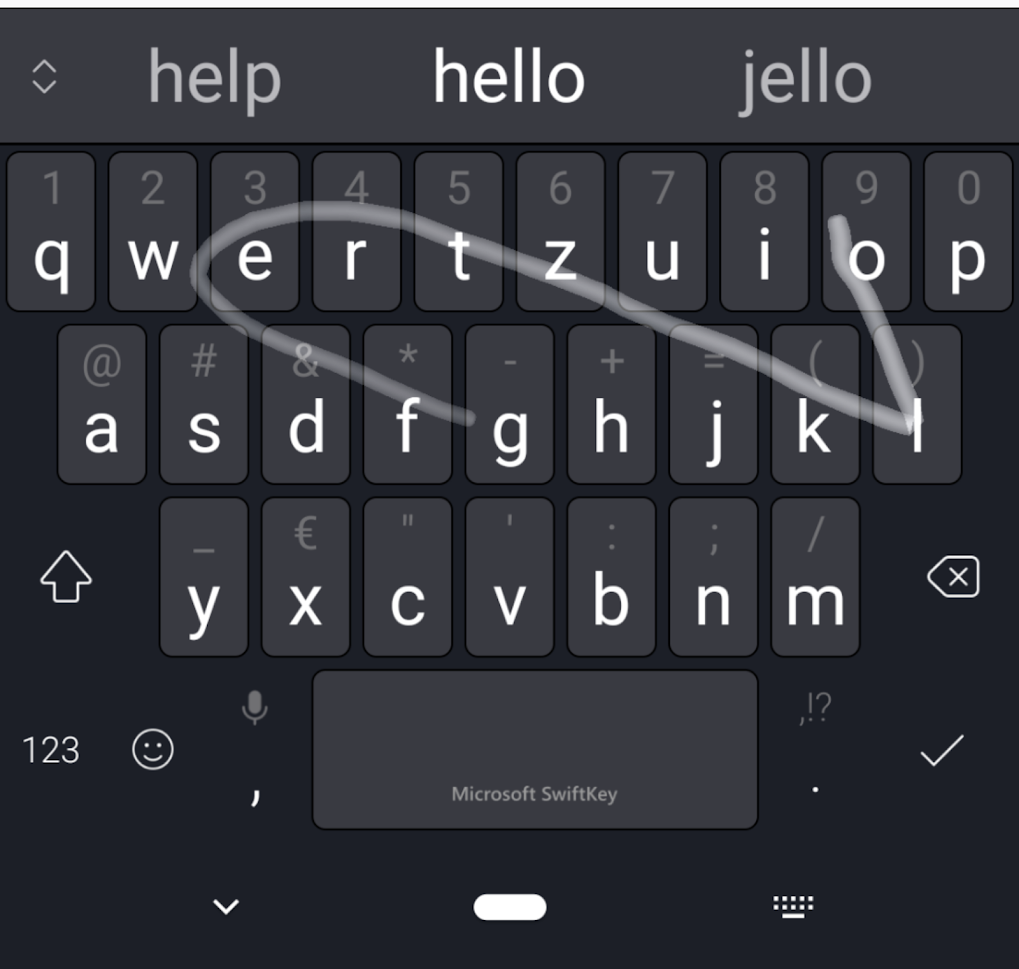 help hello jello
1 2 3 4 5 6 7 8 9 0
q w e r t z u i o p
@ # & * - + = ( )
a s d f g h j k l
_ € " ' : ; /
y x c v b n m
,!?
123 , Microsoft SwiftKey .